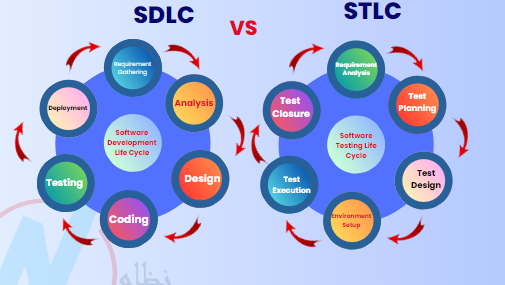 SDLC
VS
STLC
Requirement
Gathering
Analysis
Design
Coding
Testing
Deployment
Software
Development
Life Cycle
Requirement
Analysis
Test
Planning
Test
Design
Environment
Setup
Test
Execution
Test
Closure
Software
Testing Life
Cycle